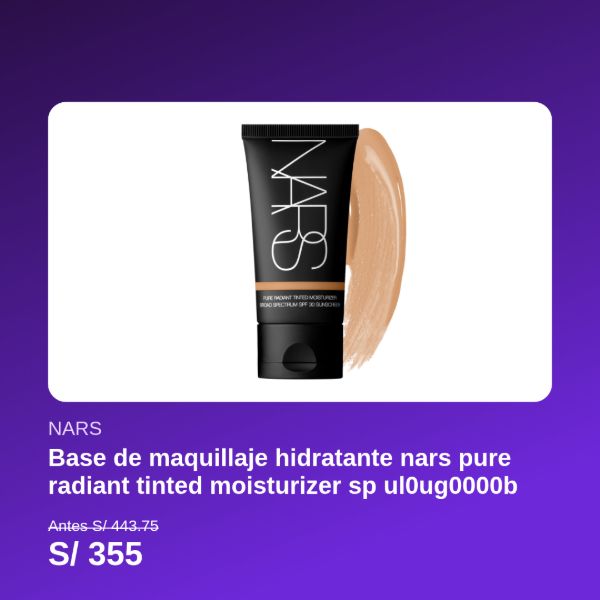 NARS
PURE RADIANT TINTED MOISTURIZER
BROAD SPECTRUM SPF 30 SUNSCREEN
NARS
Base de maquillaje hidratante nars pure
radiant tinted moisturizer sp ul0ug0000b
Antes S/ 443.75
S/ 355